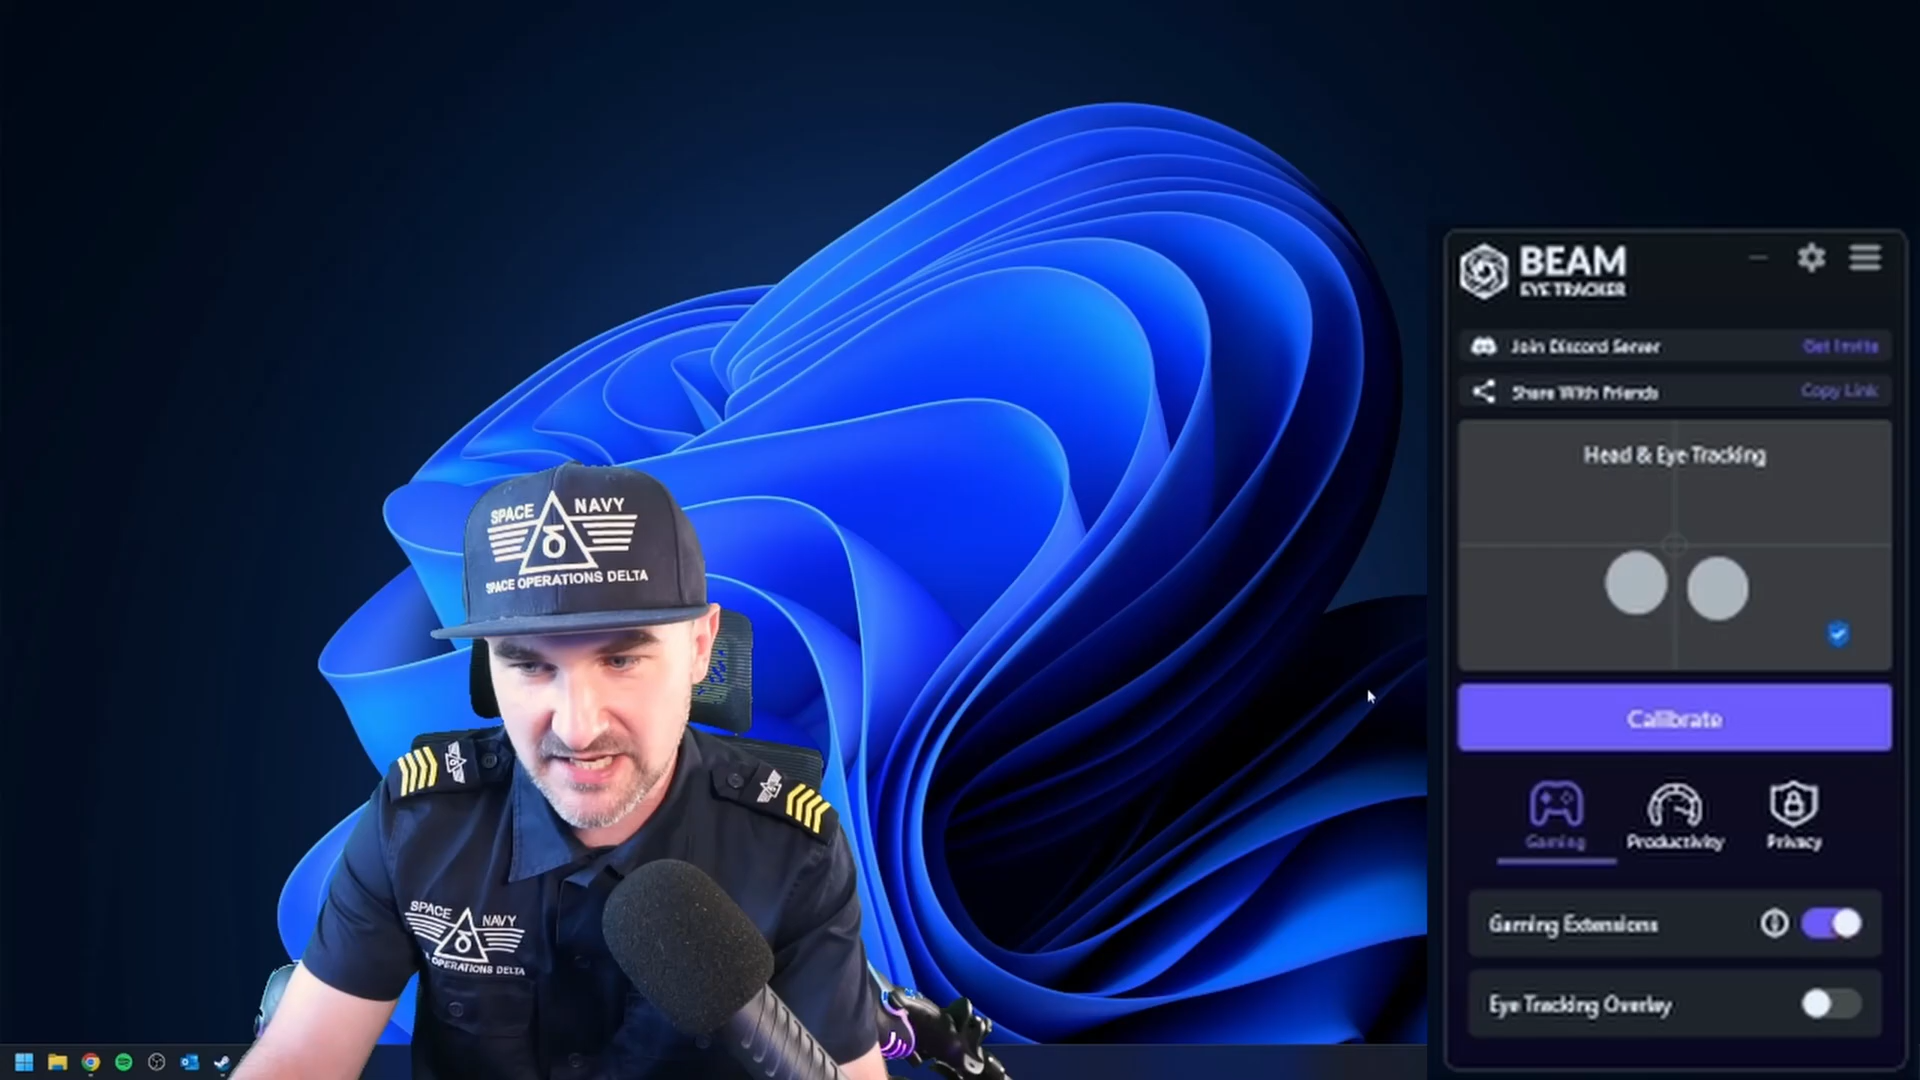 BEAM
EYE TRACKER
Join Discord Server
Get Invite
Share With Friends
Copy Link
Head & Eye Tracking
Calibrate
Gaming
Productivity
Privacy
Gaming Extensions
Eye Tracking Overlay
SPACE NAVY
δ
SPACE OPERATIONS DELTA
SPACE NAVY
δ
OPERATIONS DELTA